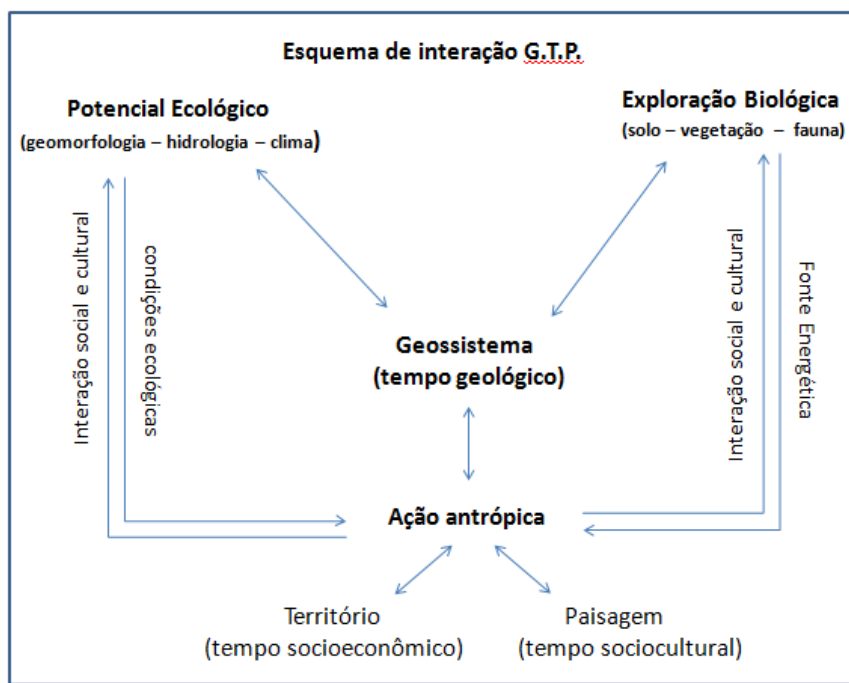 Esquema de interação G.T.P.
Potencial Ecológico
(geomorfologia – hidrologia – clima)
Exploração Biológica
(solo – vegetação – fauna)
Interação social e cultural
condições ecológicas
Interação social e cultural
Fonte Energética
Geossistema
(tempo geológico)
Ação antrópica
Território
(tempo socioeconômico)
Paisagem
(tempo sociocultural)